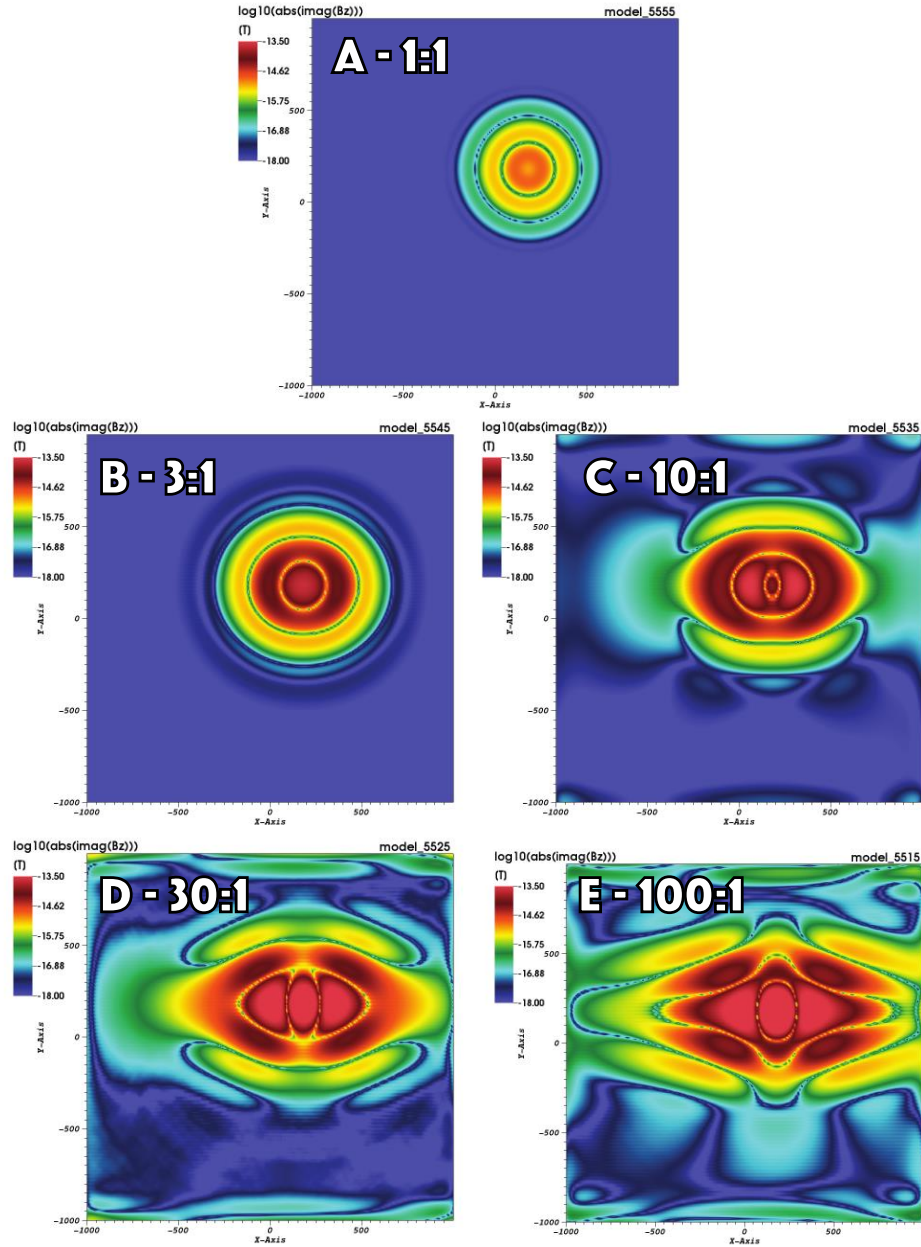 log10(abs(imag(Bz))) model_5555
(T)
A - 1:1
-13.50
-14.62
-15.75
-16.88
-18.00
500
0
-500
-1000
Y-Axis
-1000 -500 0 500
X-Axis
log10(abs(imag(Bz))) model_5545
(T)
B - 3:1
-13.50
-14.62
-15.75
-16.88
-18.00
500
0
-500
-1000
Y-Axis
-1000 -500 0 500
X-Axis
log10(abs(imag(Bz))) model_5535
(T)
C - 10:1
-13.50
-14.62
-15.75
-16.88
-18.00
500
0
-500
-1000
Y-Axis
-1000 -500 0 500
X-Axis
log10(abs(imag(Bz))) model_5525
(T)
D - 30:1
-13.50
-14.62
-15.75
-16.88
-18.00
500
0
-500
-1000
Y-Axis
-1000 -500 0 500
X-Axis
log10(abs(imag(Bz))) model_5515
(T)
E - 100:1
-13.50
-14.62
-15.75
-16.88
-18.00
500
0
-500
-1000
Y-Axis
-1000 -500 0 500
X-Axis